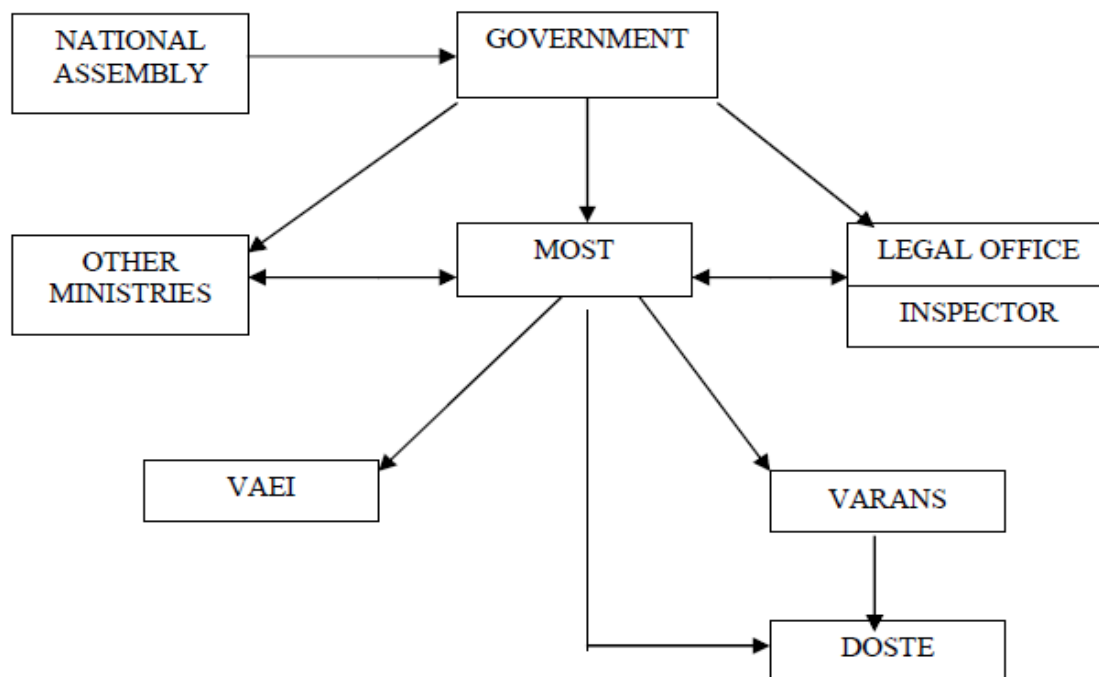 NATIONAL
ASSEMBLY
GOVERNMENT
OTHER
MINISTRIES
MOST
LEGAL OFFICE
INSPECTOR
VAEI
VARANS
DOSTE